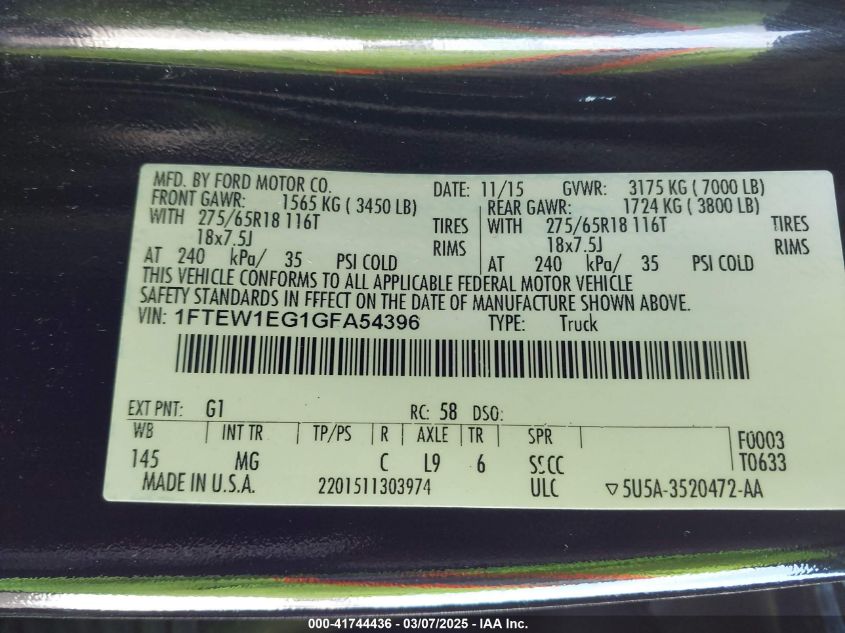 MFD. BY FORD MOTOR CO. DATE: 11/15 GVWR: 3175 KG ( 7000 LB)
FRONT GAWR: 1565 KG ( 3450 LB) REAR GAWR: 1724 KG ( 3800 LB)
WITH 275/65R18 116T TIRES WITH 275/65R18 116T TIRES
18x7.5J RIMS 18x7.5J RIMS
AT 240 kPa/ 35 PSI COLD AT 240 kPa/ 35 PSI COLD
THIS VEHICLE CONFORMS TO ALL APPLICABLE FEDERAL MOTOR VEHICLE
SAFETY STANDARDS IN EFFECT ON THE DATE OF MANUFACTURE SHOWN ABOVE.
VIN: 1FTEW1EG1GFA54396 TYPE: Truck
EXT PNT: G1 RC: 58 DSO:
WB INT TR TP/PS R AXLE TR SPR F0003
145 MG C L9 6 SSCC T0633
MADE IN U.S.A. 2201511303974 ULC ▽5U5A-3520472-AA
000-41744436 - 03/07/2025 - IAA Inc.